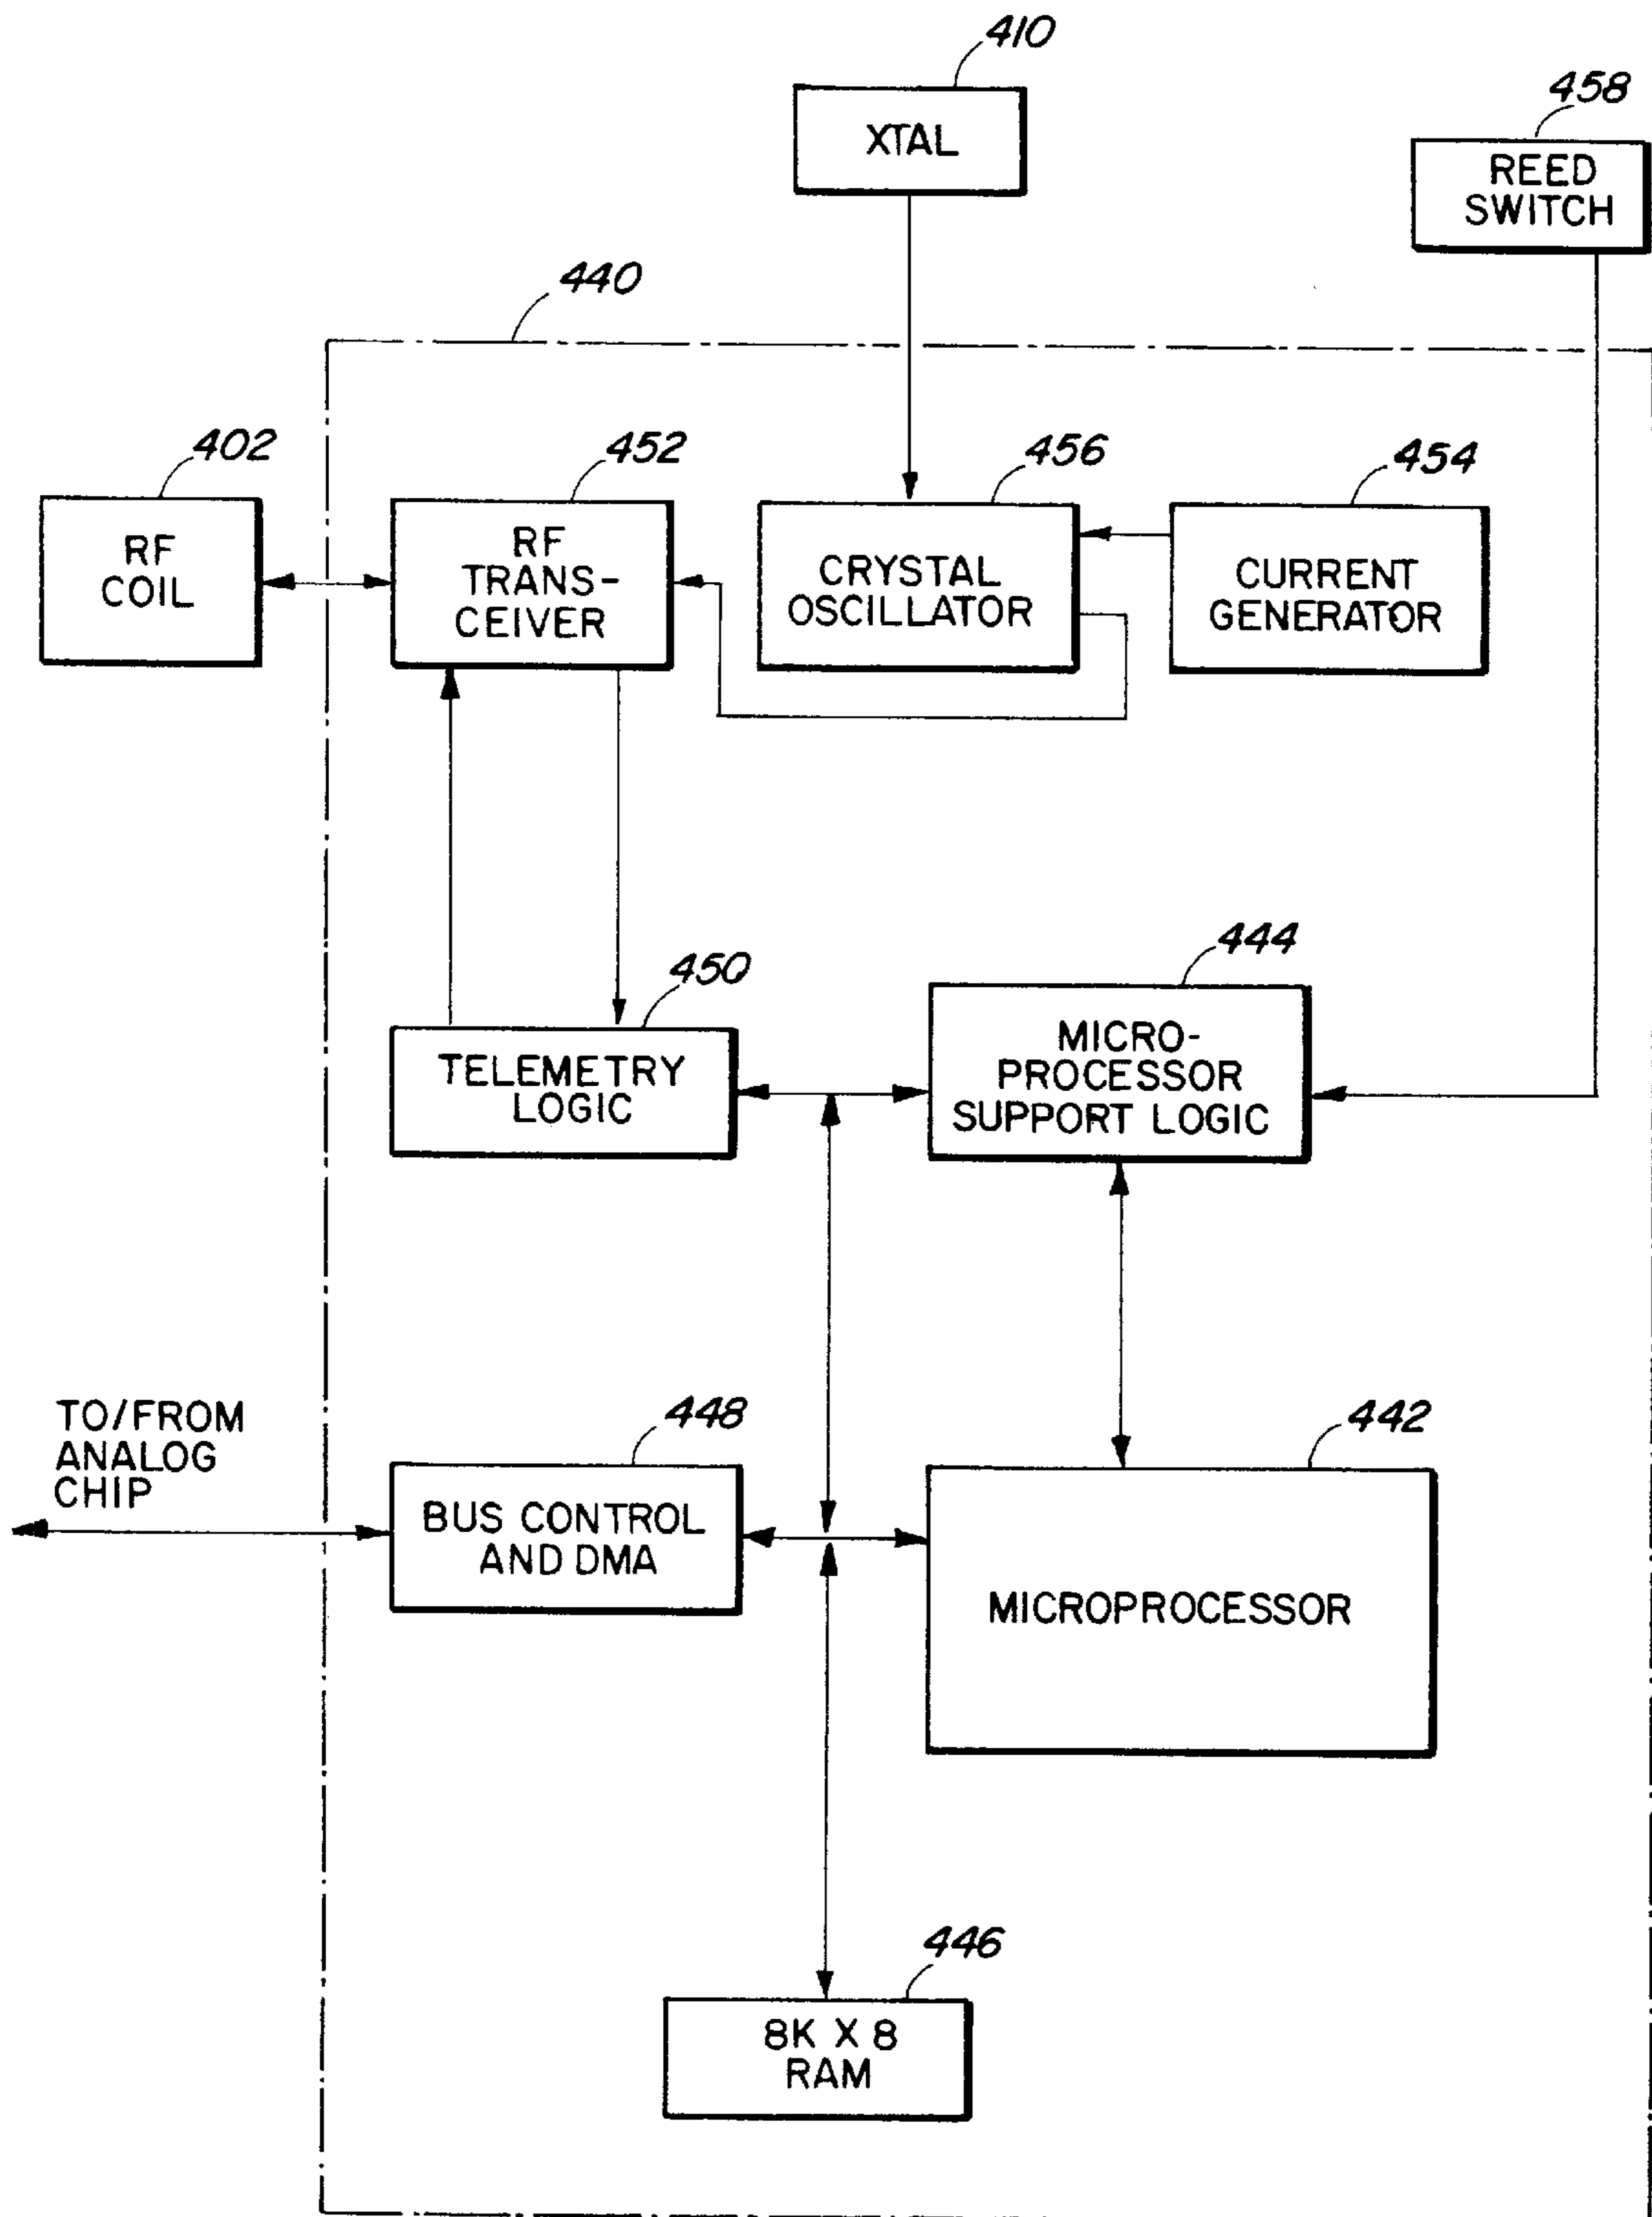 410
XTAL
458
REED
SWITCH
440
402
RF
COIL
452
RF
TRANS-
CEIVER
456
CRYSTAL
OSCILLATOR
454
CURRENT
GENERATOR
450
TELEMETRY
LOGIC
444
MICRO-
PROCESSOR
SUPPORT LOGIC
TO/FROM
ANALOG
CHIP
448
BUS CONTROL
AND DMA
442
MICROPROCESSOR
446
8K X 8
RAM